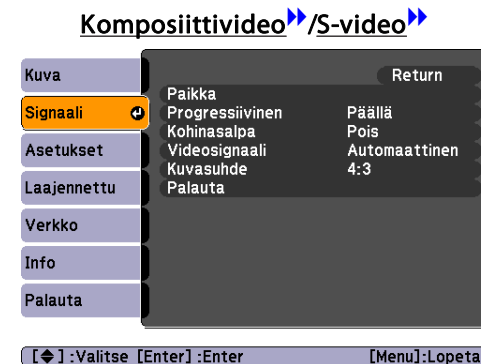 Komposiittivideo/S-video
Kuva
Return
Signaali
Paikka
Progressiivinen Päällä
Kohinasalpa Pois
Asetukset
Videosignaali Automaattinen
Kuvasuhde 4:3
Laajennettu
Palauta
Verkko
Info
Palauta
[◆] :Valitse [Enter] :Enter [Menu]:Lopeta